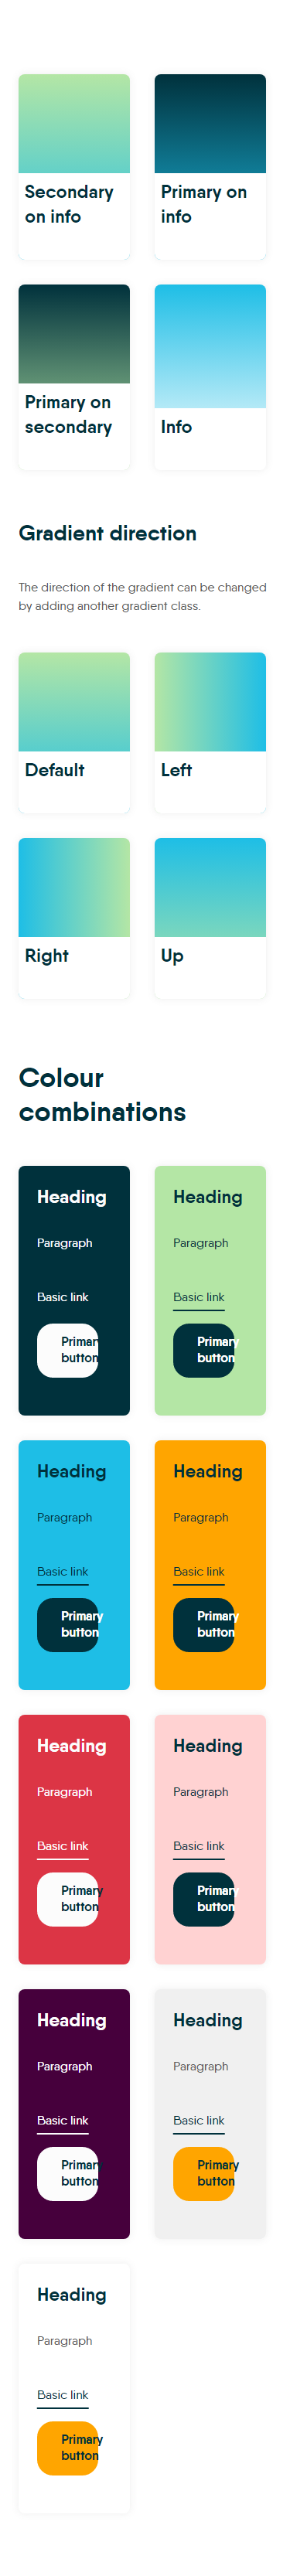 Secondary
on info
Primary on
info
Primary on
secondary
Info
Gradient direction
The direction of the gradient can be changed
by adding another gradient class.
Default
Left
Right
Up
Colour
combinations
Heading
Paragraph
Basic link
Primary
button
Heading
Paragraph
Basic link
Primary
button
Heading
Paragraph
Basic link
Primary
button
Heading
Paragraph
Basic link
Primary
button
Heading
Paragraph
Basic link
Primary
button
Heading
Paragraph
Basic link
Primary
button
Heading
Paragraph
Basic link
Primary
button
Heading
Paragraph
Basic link
Primary
button
Heading
Paragraph
Basic link
Primary
button